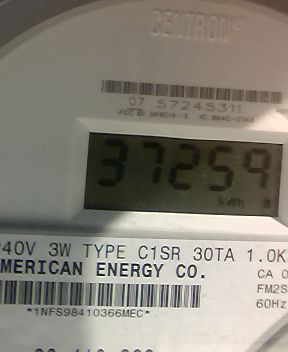 CENTRON®
07 57245311
37259
kWh
240V 3W TYPE C1SR 30TA 1.0K
AMERICAN ENERGY CO.
CA 0
FM2S
60Hz
*1NFS98410366MEC*